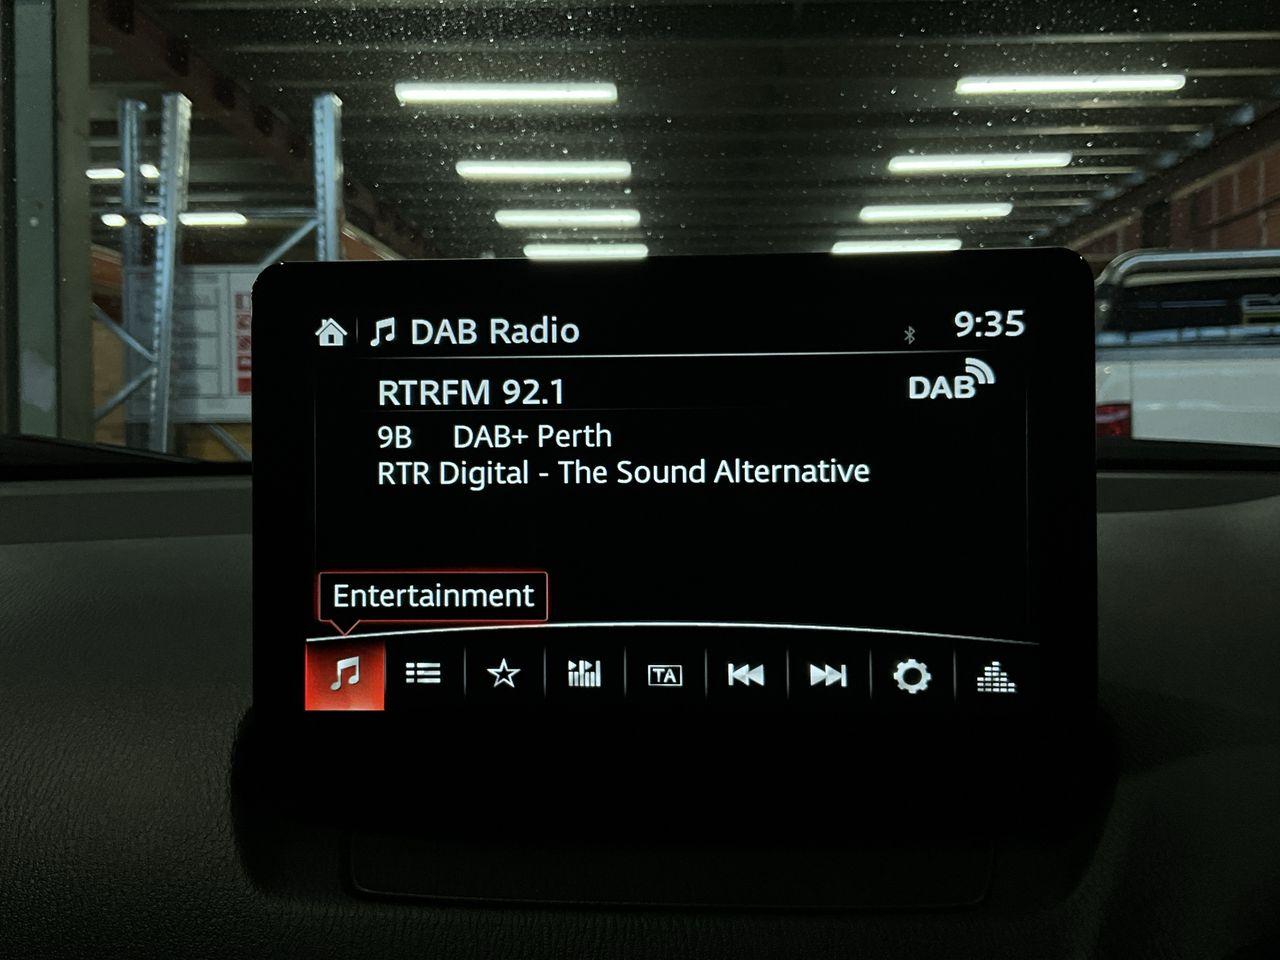 DAB Radio
9:35
RTRFM 92.1
DAB
9B DAB+ Perth
RTR Digital - The Sound Alternative
Entertainment
TA